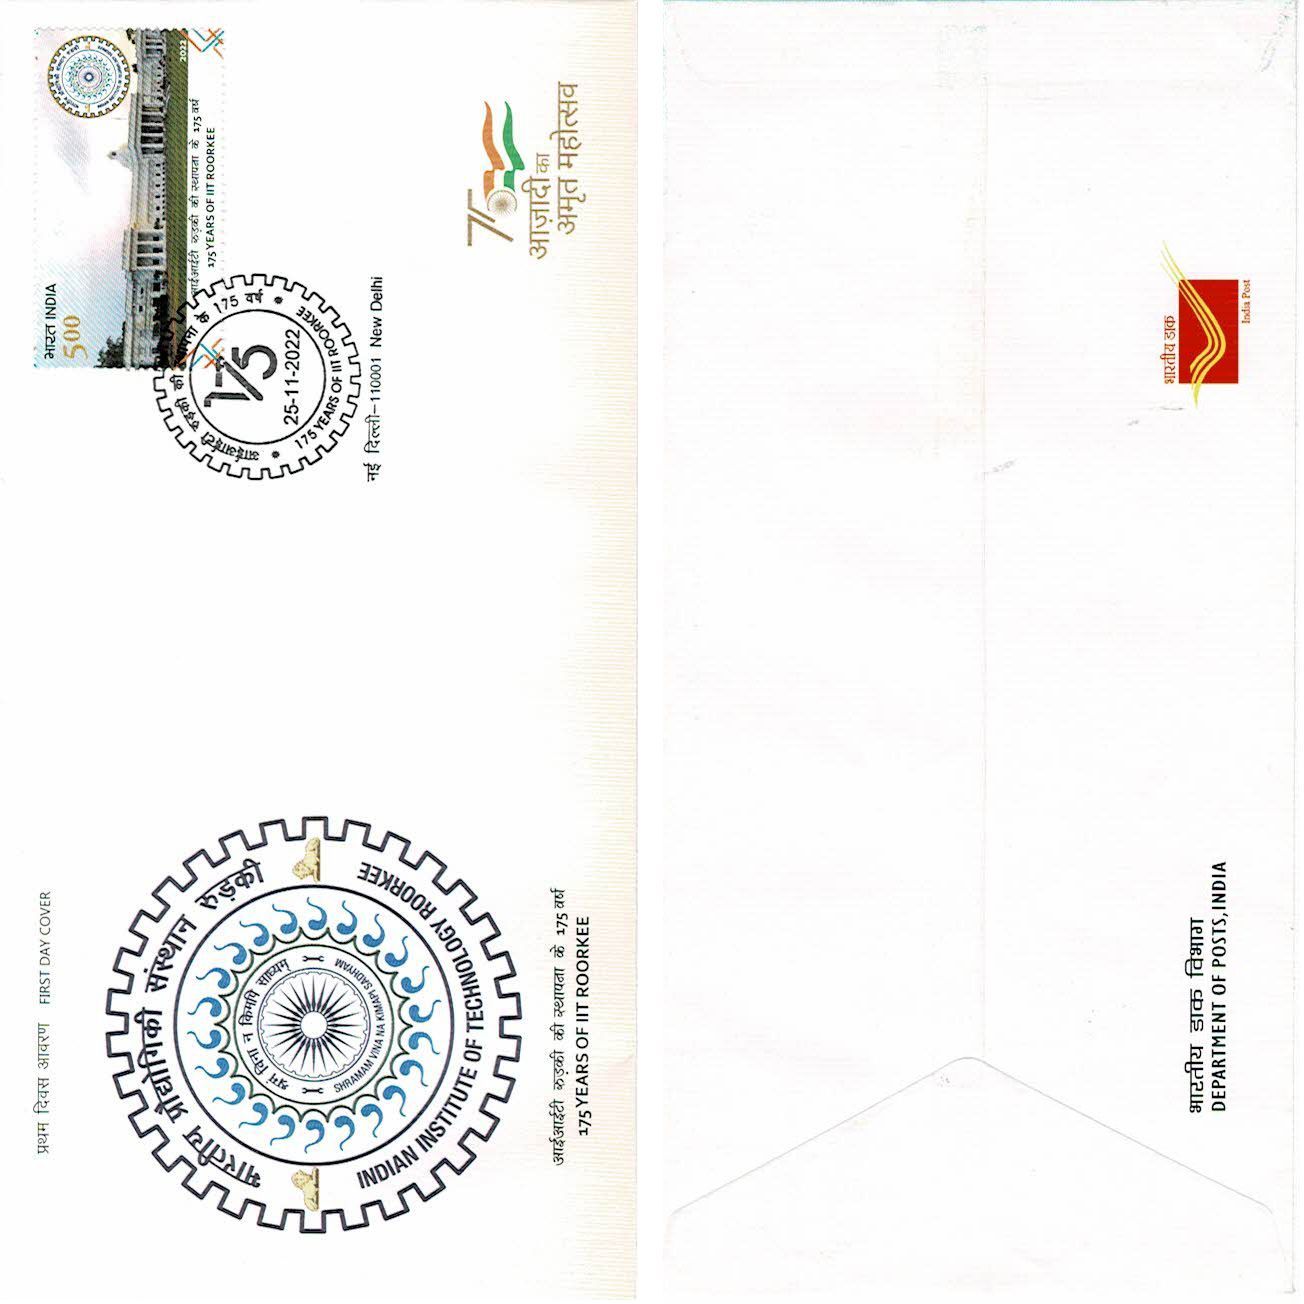 प्रथम दिवस आवरण FIRST DAY COVER
भारतीय प्रौद्योगिकी संस्थान रुड़की
श्रमं विना न किमपि साध्यम्
SHRAMAM VINA NA KIMAPI SADHYAM
INDIAN INSTITUTE OF TECHNOLOGY ROORKEE
आईआईटी रुड़की की स्थापना के 175 वर्ष
175 YEARS OF IIT ROORKEE
भारत INDIA
500
2022
आईआईटी रुड़की की स्थापना के 175 वर्ष
175 YEARS OF IIT ROORKEE
आईआईटी रुड़की की स्थापना के 175 वर्ष
175
25-11-2022
175 YEARS OF IIT ROORKEE
नई दिल्ली-110001 New Delhi
75
आज़ादी का
अमृत महोत्सव
भारतीय डाक विभाग
DEPARTMENT OF POSTS, INDIA
भारतीय डाक
India Post